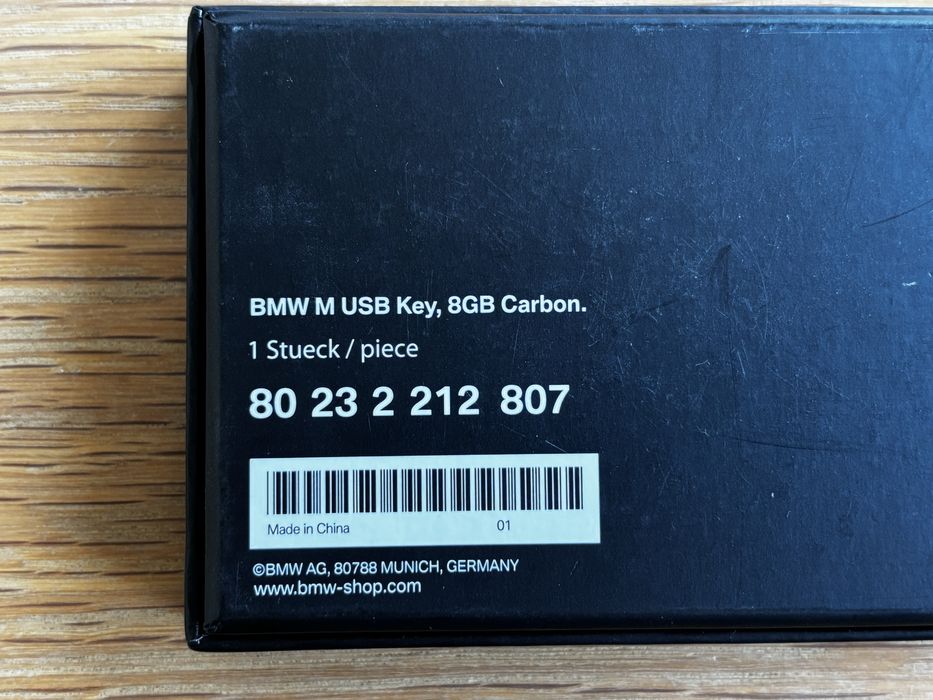 BMW M USB Key, 8GB Carbon.
1 Stueck / piece
80 23 2 212 807
Made in China 01
©BMW AG, 80788 MUNICH, GERMANY
www.bmw-shop.com